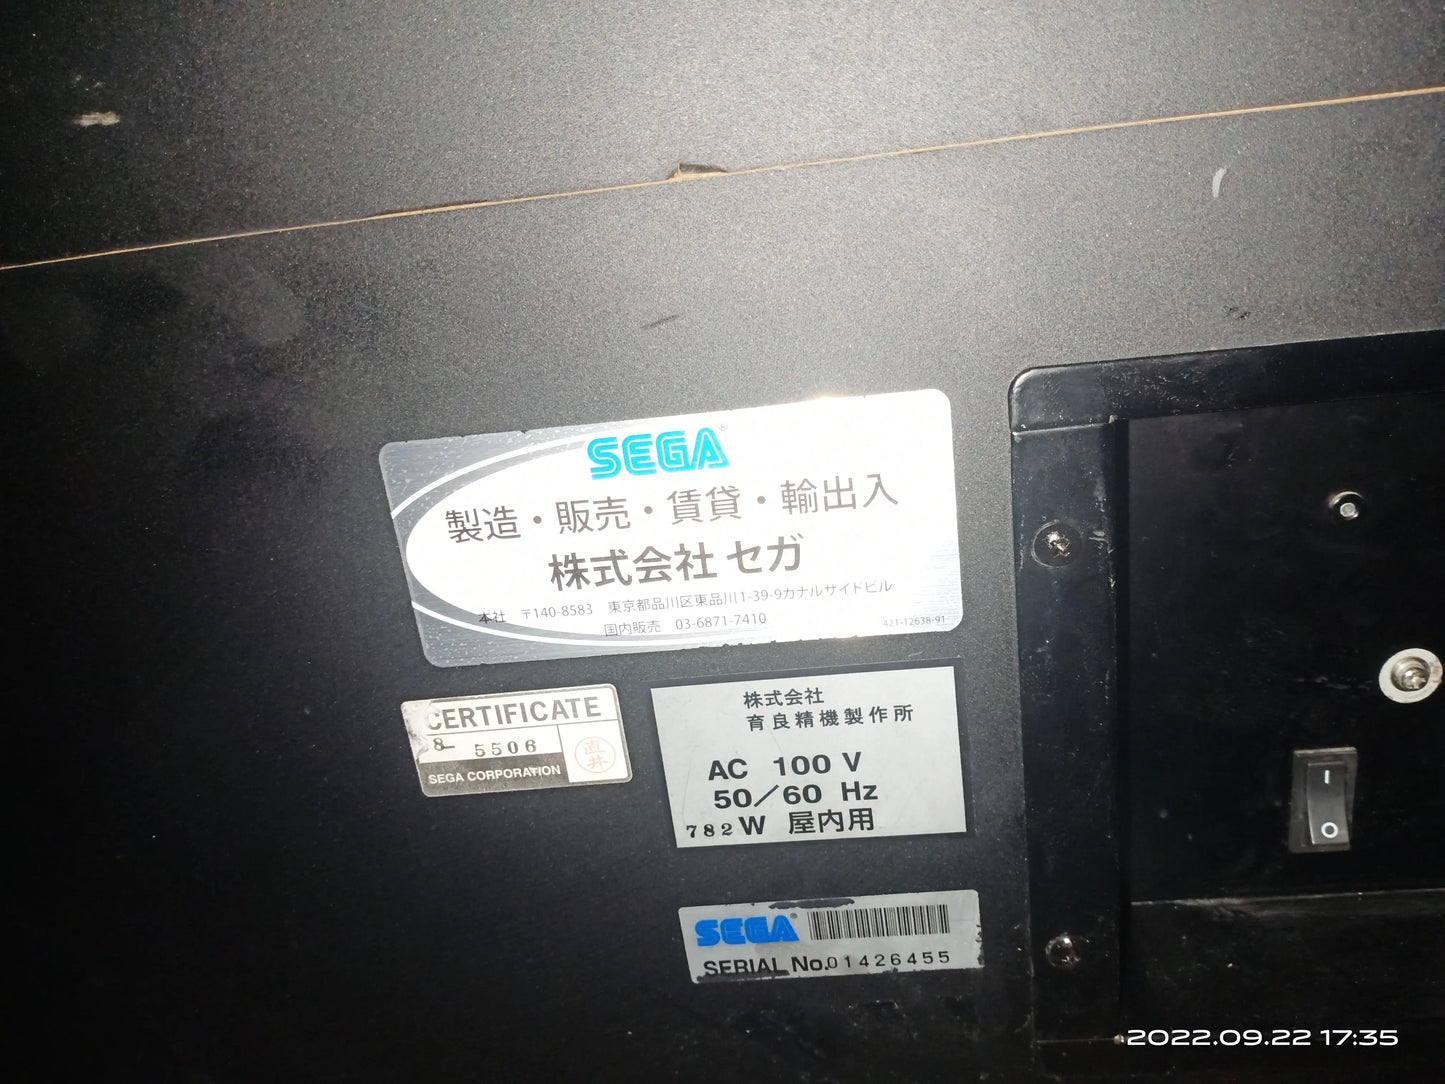 SEGA®
製造・販売・賃貸・輸出入
株式会社 セガ
本社 〒140-8583 東京都品川区東品川1-39-9カナルサイドビル
国内販売 03-6871-7410
421-12638-91
CERTIFICATE
8- 5506
直井
SEGA CORPORATION
株式会社
育良精機製作所
AC 100 V
50/60 Hz
782W 屋内用
SEGA®
SERIAL No.01426455
2022.09.22 17:35